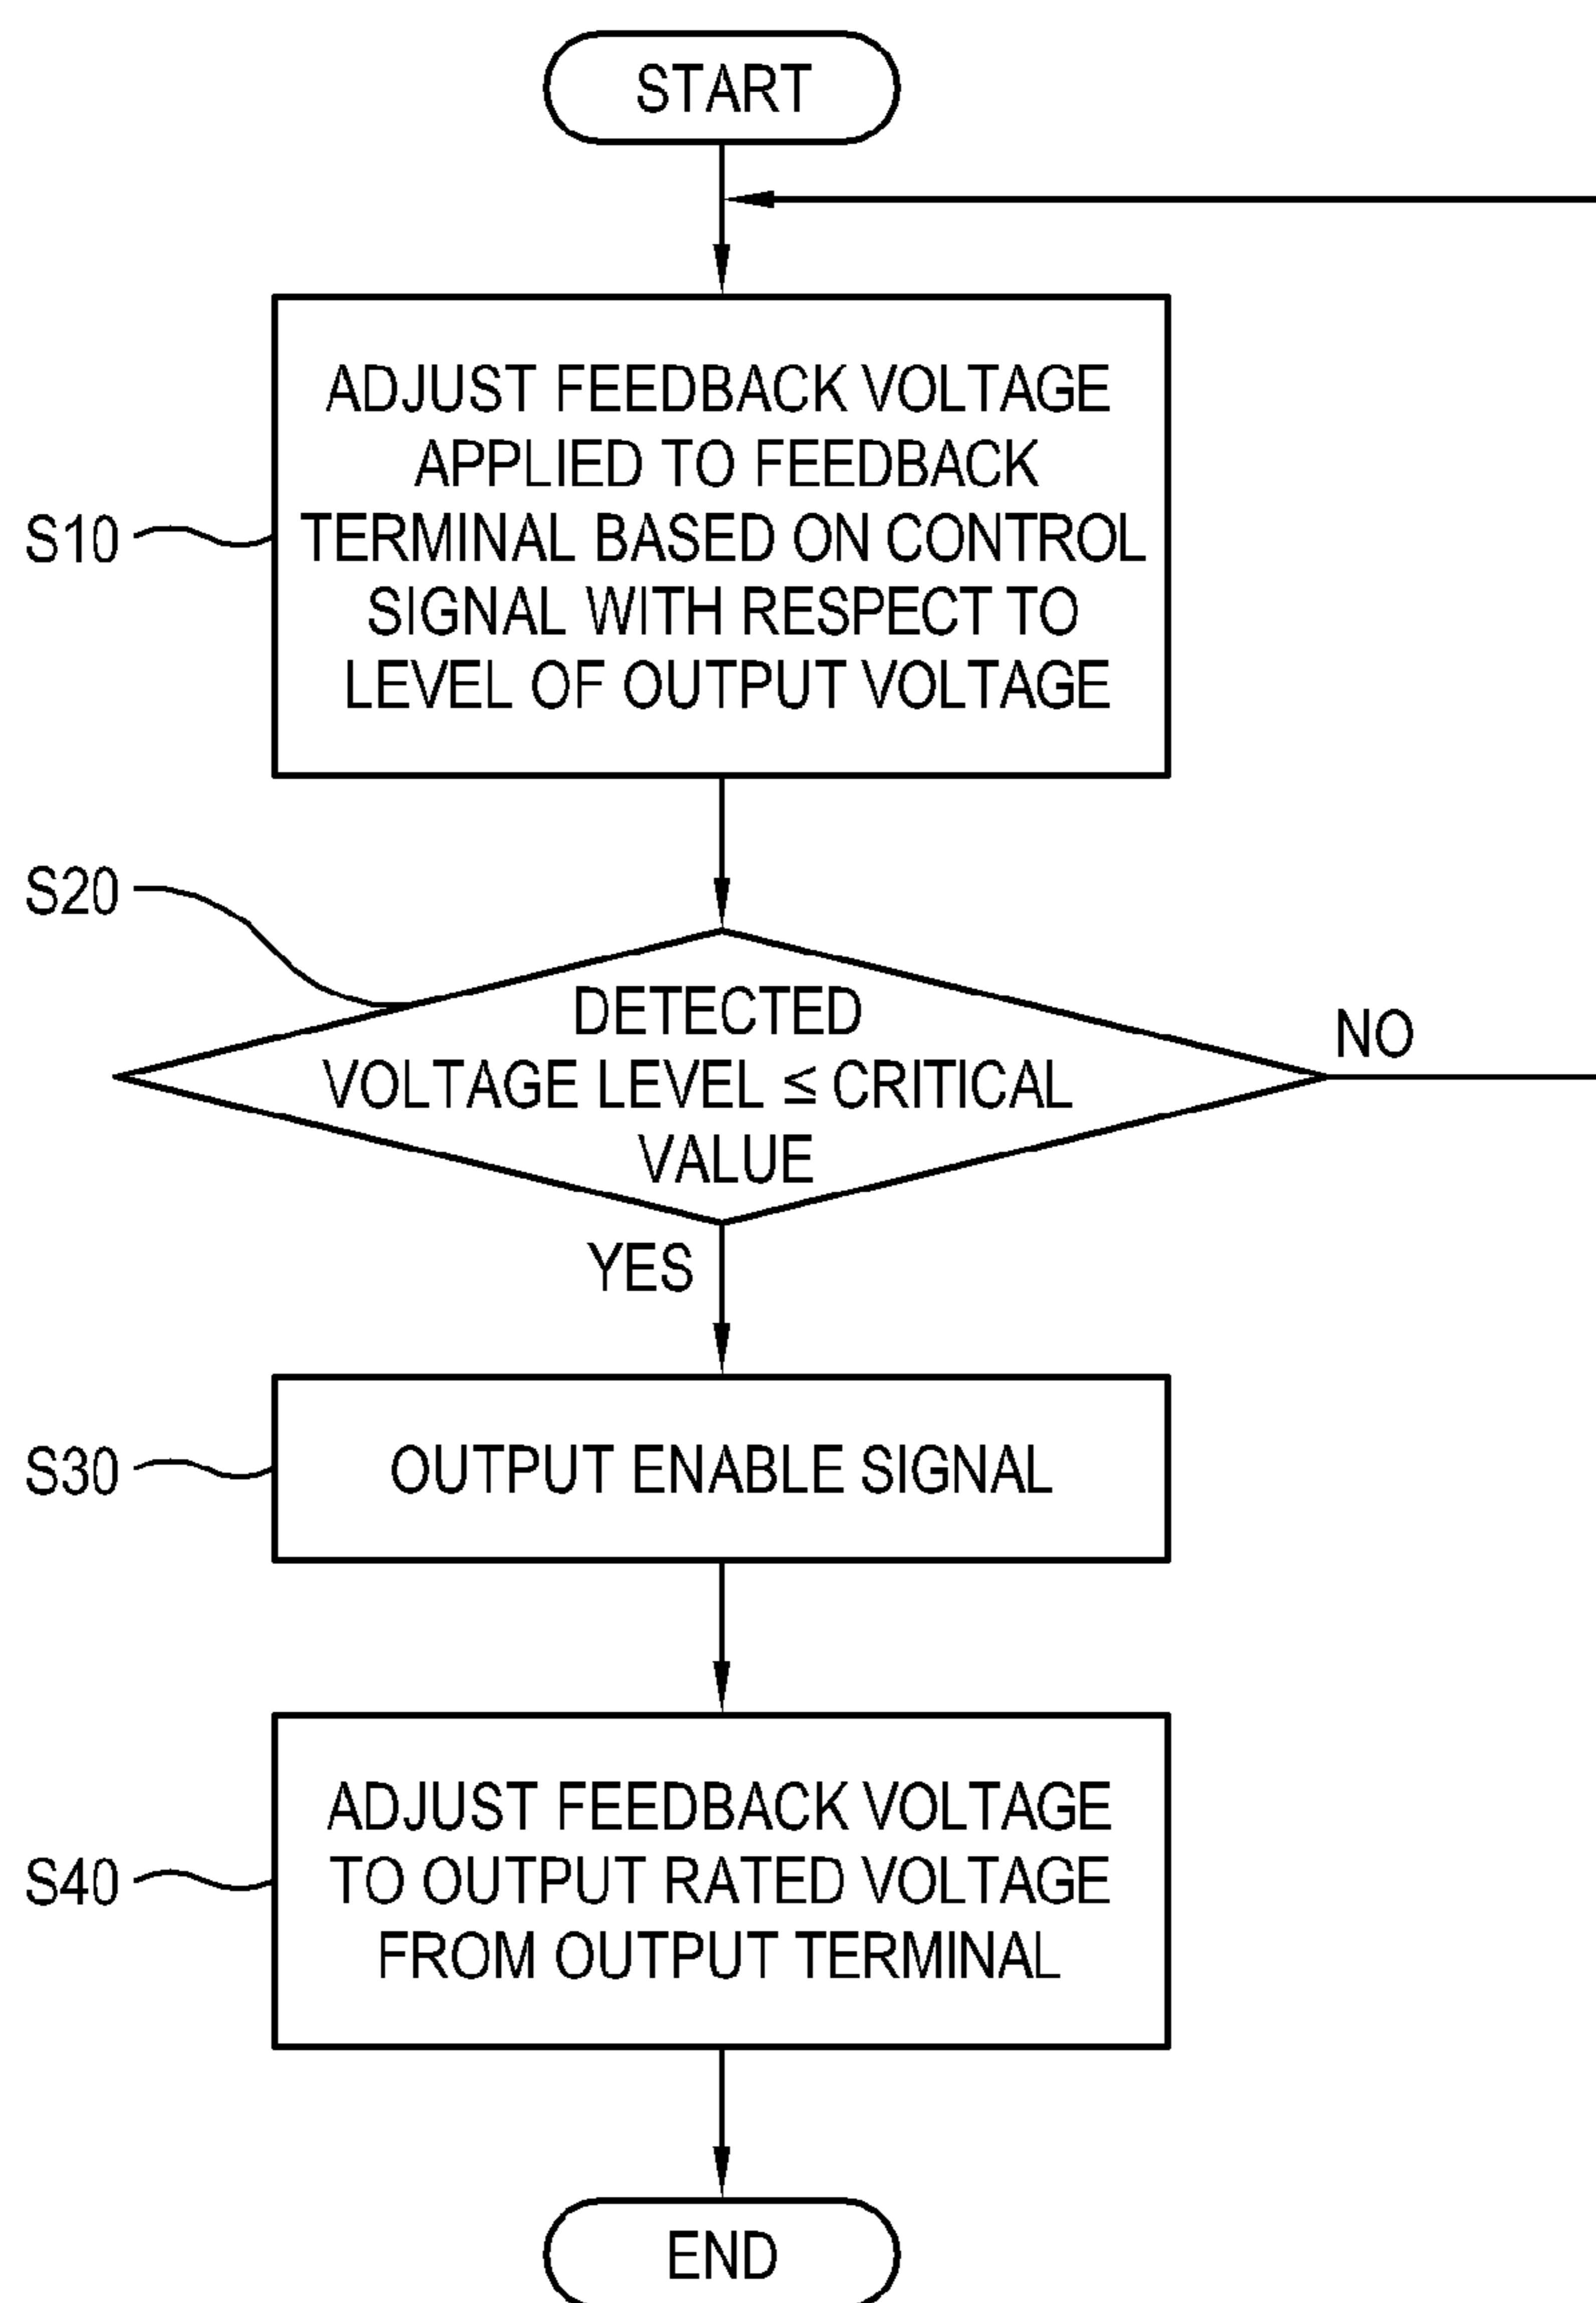 START
ADJUST FEEDBACK VOLTAGE
APPLIED TO FEEDBACK
TERMINAL BASED ON CONTROL
SIGNAL WITH RESPECT TO
LEVEL OF OUTPUT VOLTAGE
S10
S20
DETECTED
VOLTAGE LEVEL ≤ CRITICAL
VALUE
NO
YES
S30
OUTPUT ENABLE SIGNAL
ADJUST FEEDBACK VOLTAGE
TO OUTPUT RATED VOLTAGE
FROM OUTPUT TERMINAL
S40
END